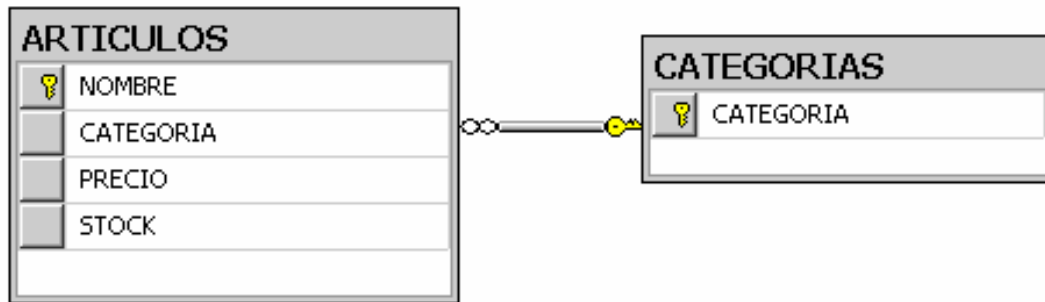 ARTICULOS
NOMBRE
CATEGORIA
PRECIO
STOCK
CATEGORIAS
CATEGORIA